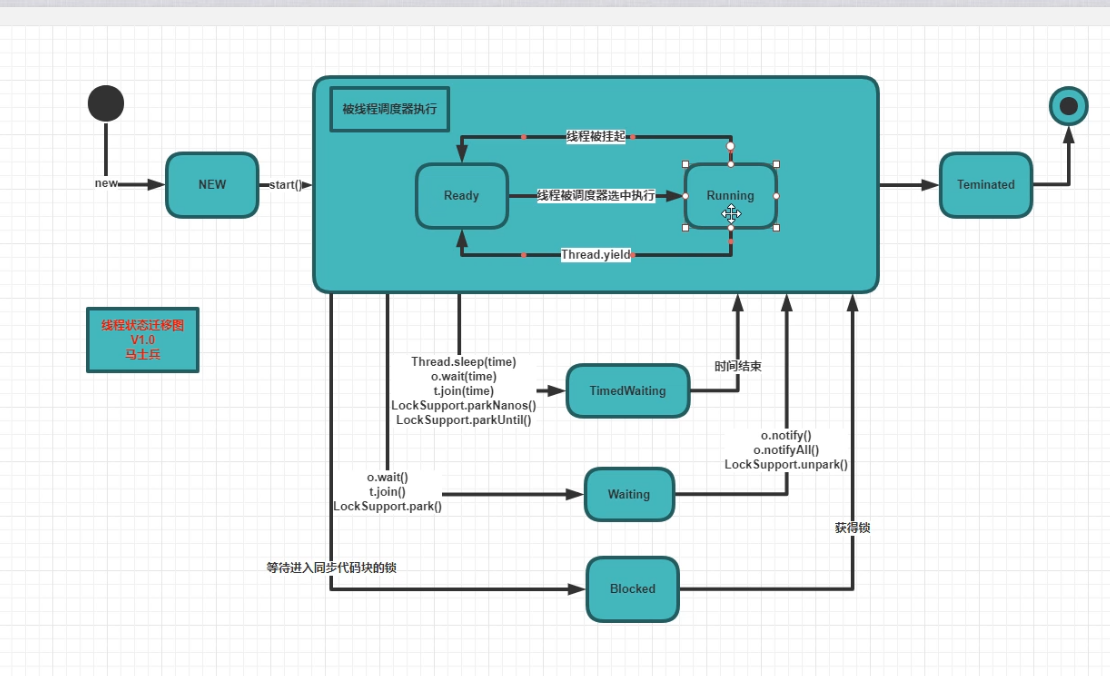 被线程调度器执行
线程被挂起
new
NEW
start()
Ready
线程被调度器选中执行
Running
Teminated
Thread.yield
线程状态迁移图
V1.0
马士兵
Thread.sleep(time)
o.wait(time)
t.join(time)
LockSupport.parkNanos()
LockSupport.parkUntil()
TimedWaiting
时间结束
o.notify()
o.notifyAll()
LockSupport.unpark()
o.wait()
t.join()
LockSupport.park()
Waiting
获得锁
等待进入同步代码块的锁
Blocked